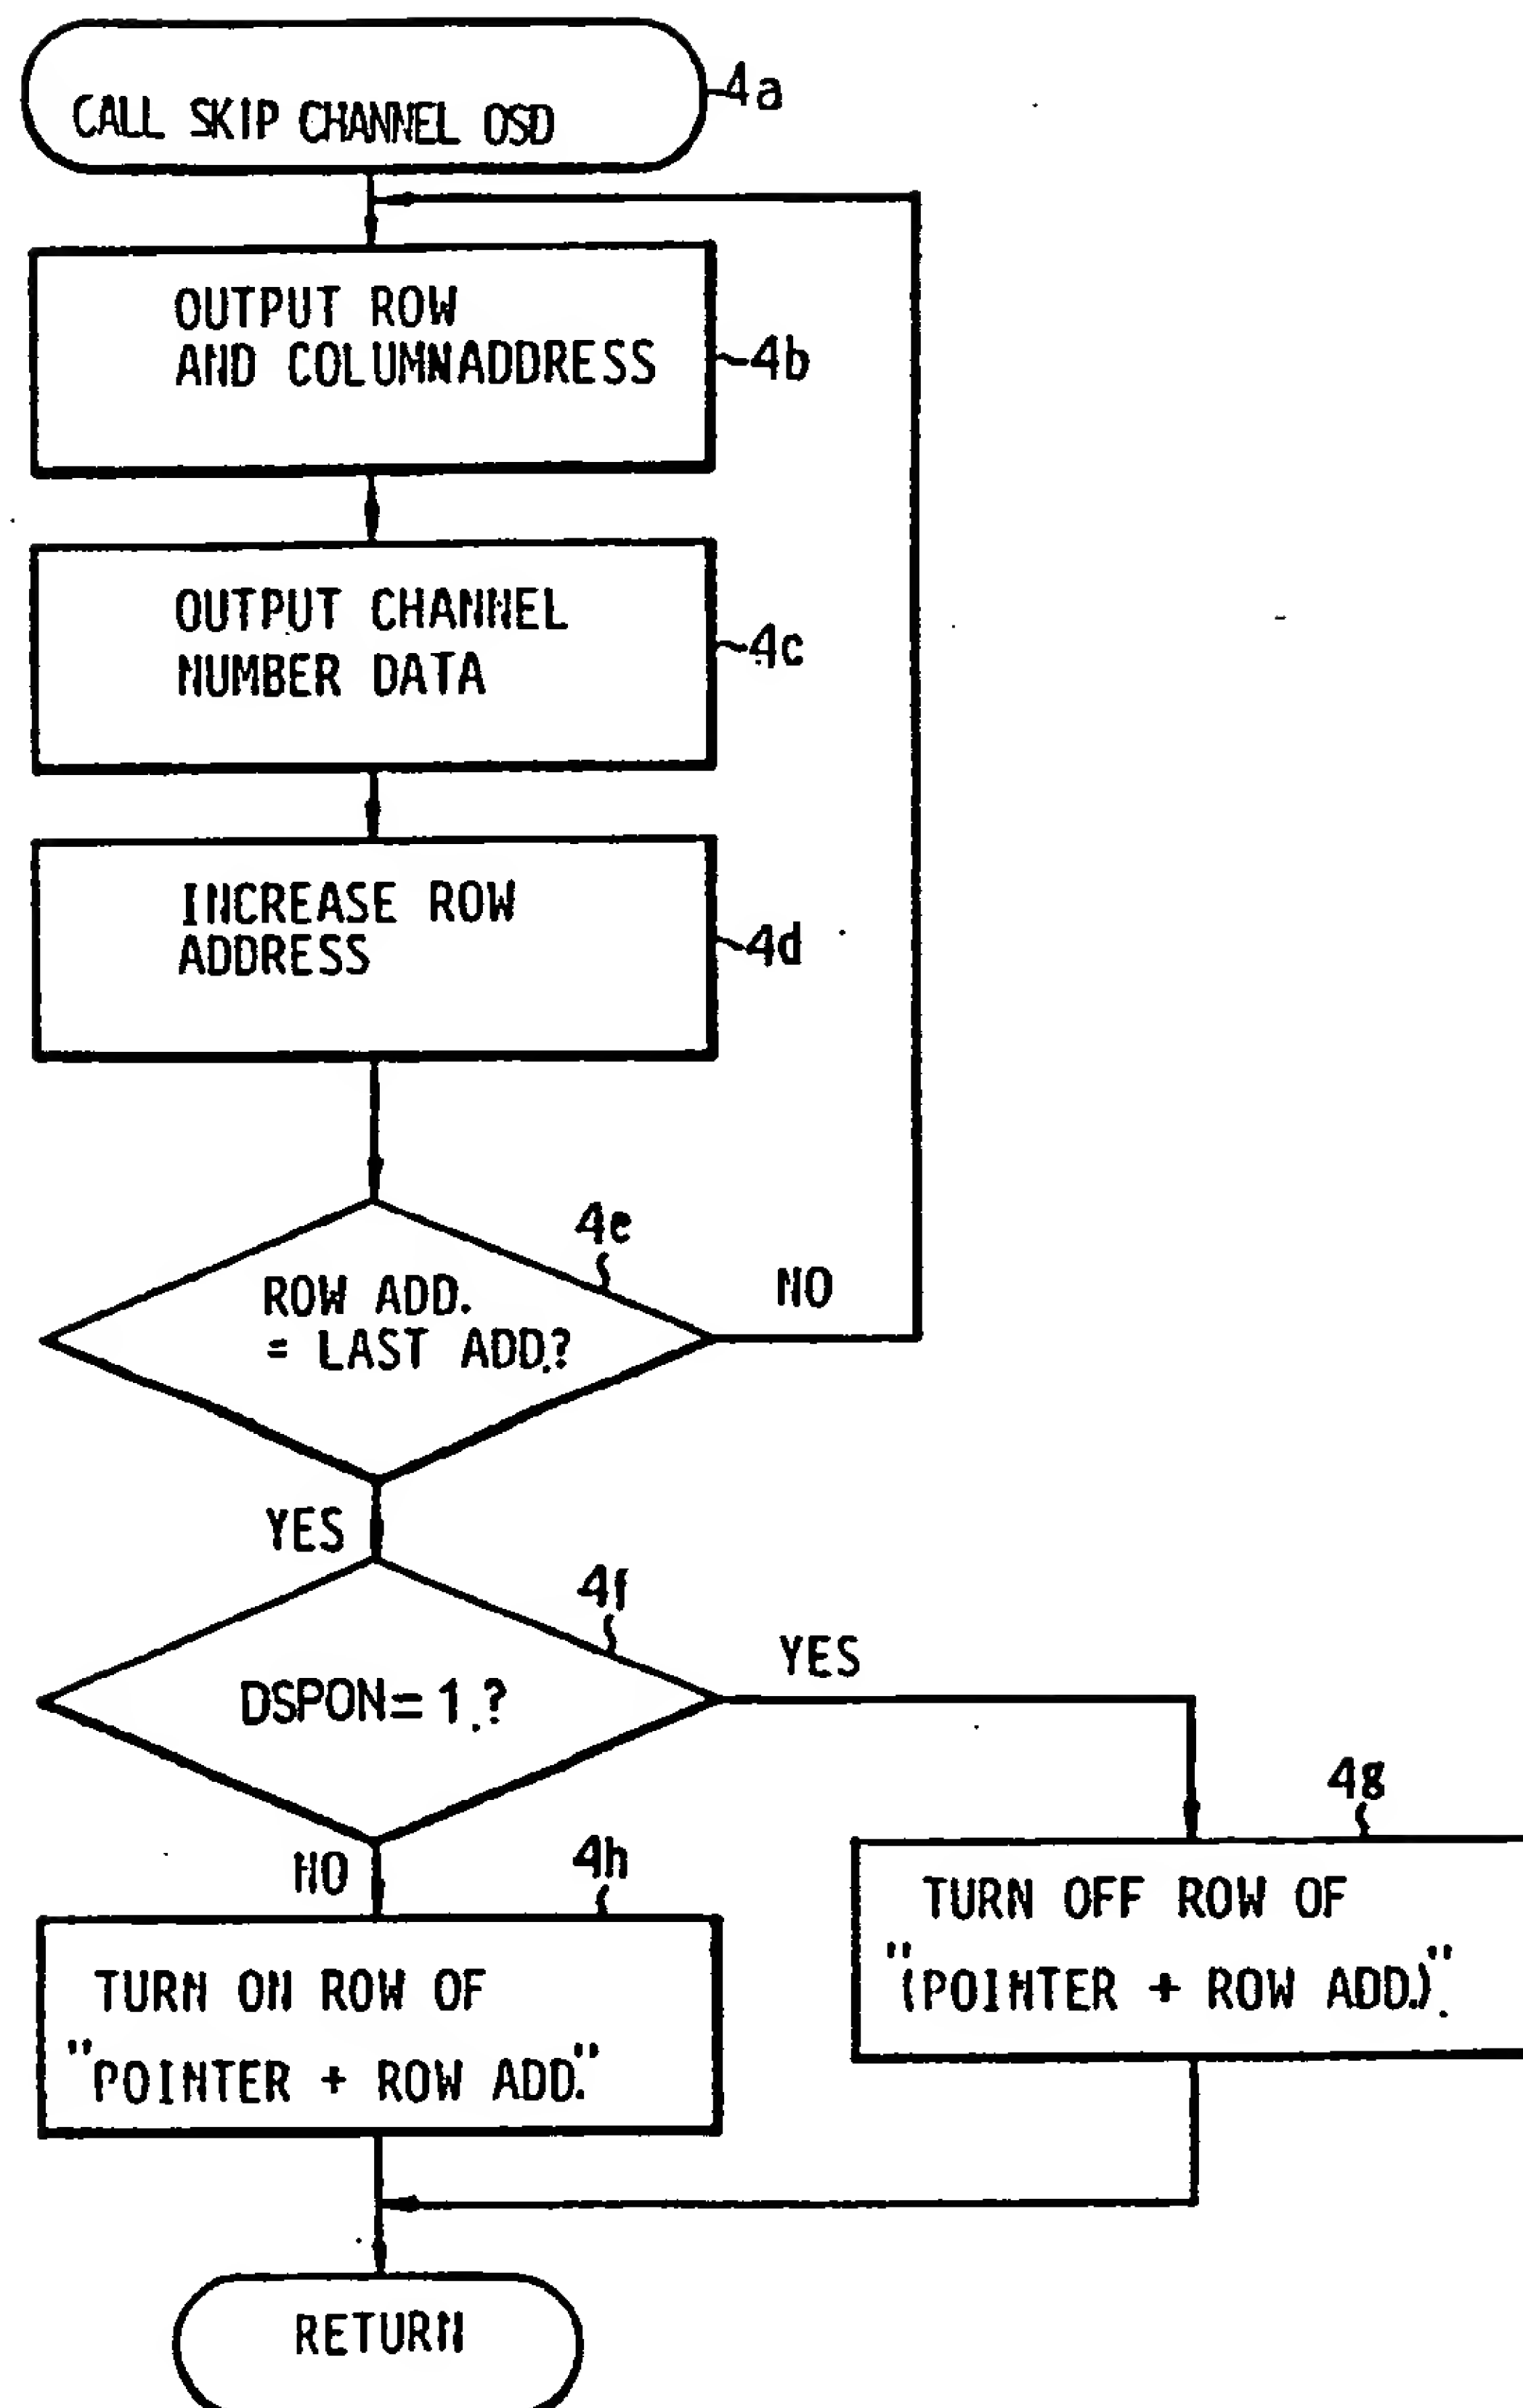 CALL SKIP CHANNEL OSD
4a
OUTPUT ROW
AND COLUMNADDRESS
4b
OUTPUT CHANNEL
NUMBER DATA
4c
INCREASE ROW
ADDRESS
4d
4e
ROW ADD.
= LAST ADD.?
NO
YES
4f
DSPON=1.?
YES
4g
NO
4h
TURN OFF ROW OF
"(POINTER + ROW ADD.)".
TURN ON ROW OF
"POINTER + ROW ADD."
RETURN